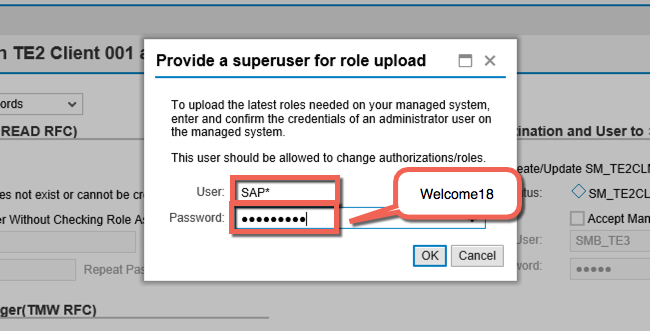 n TE2 Client 001 a
Provide a superuser for role upload
ords
To upload the latest roles needed on your managed system,
enter and confirm the credentials of an administrator user on
the managed system.
This user should be allowed to change authorizations/roles.
User: SAP*
Password: ●●●●●●●●●
Welcome18
OK Cancel
READ RFC)
es not exist or cannot be cre
er Without Checking Role As
Repeat Pas
ger(TMW RFC)
tination and User to S
eate/Update SM_TE2CLN
tus: SM_TE2CL
Accept Man
User: SMB_TE3
word: ●●●●●